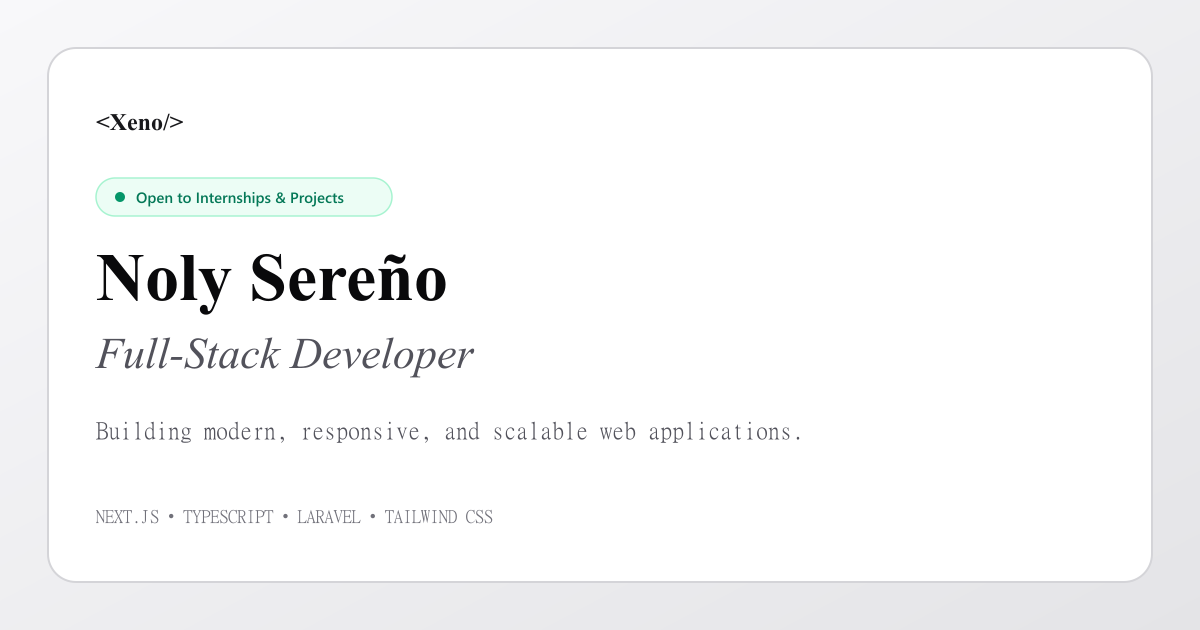 <Xeno/>
Open to Internships & Projects
Noly Sereño
Full-Stack Developer
Building modern, responsive, and scalable web applications.
NEXT.JS • TYPESCRIPT • LARAVEL • TAILWIND CSS